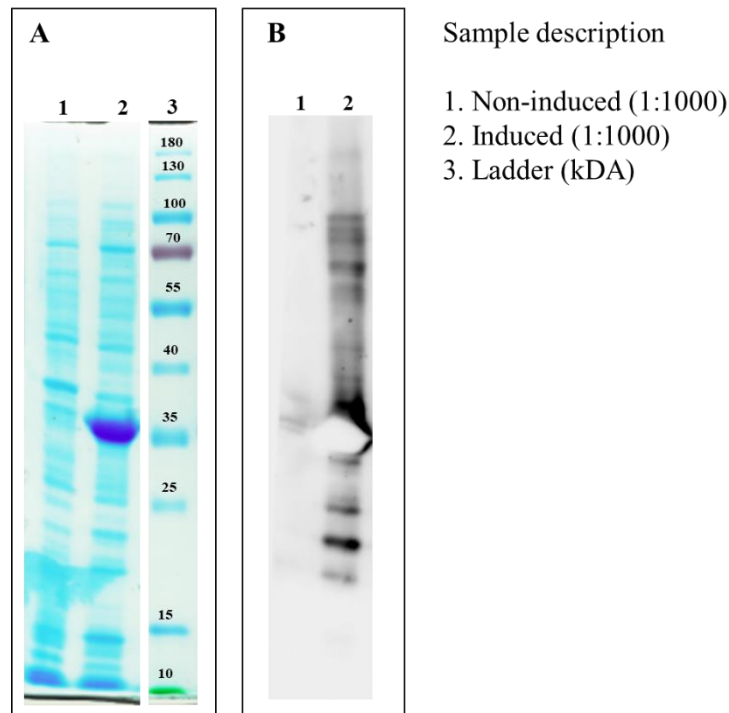 A
1 2 3
180
130
100
70
55
40
35
25
15
10
B
1 2
Sample description
1. Non-induced (1:1000)
2. Induced (1:1000)
3. Ladder (kDA)